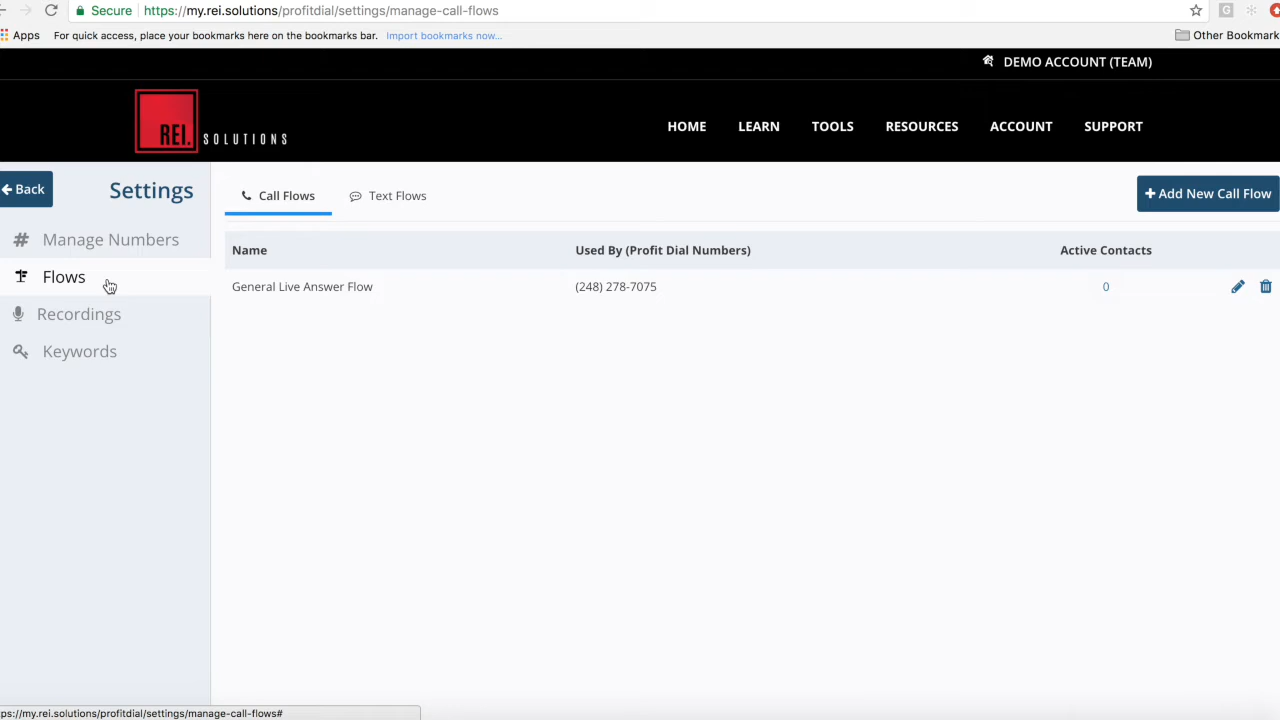 Secure https://my.rei.solutions/profitdial/settings/manage-call-flows
Apps For quick access, place your bookmarks here on the bookmarks bar. Import bookmarks now... Other Bookmark
DEMO ACCOUNT (TEAM)
REI. SOLUTIONS
HOME LEARN TOOLS RESOURCES ACCOUNT SUPPORT
Back Settings
Call Flows Text Flows + Add New Call Flow
# Manage Numbers
Flows
Recordings
Keywords
Name Used By (Profit Dial Numbers) Active Contacts
General Live Answer Flow (248) 278-7075 0
ps://my.rei.solutions/profitdial/settings/manage-call-flows#